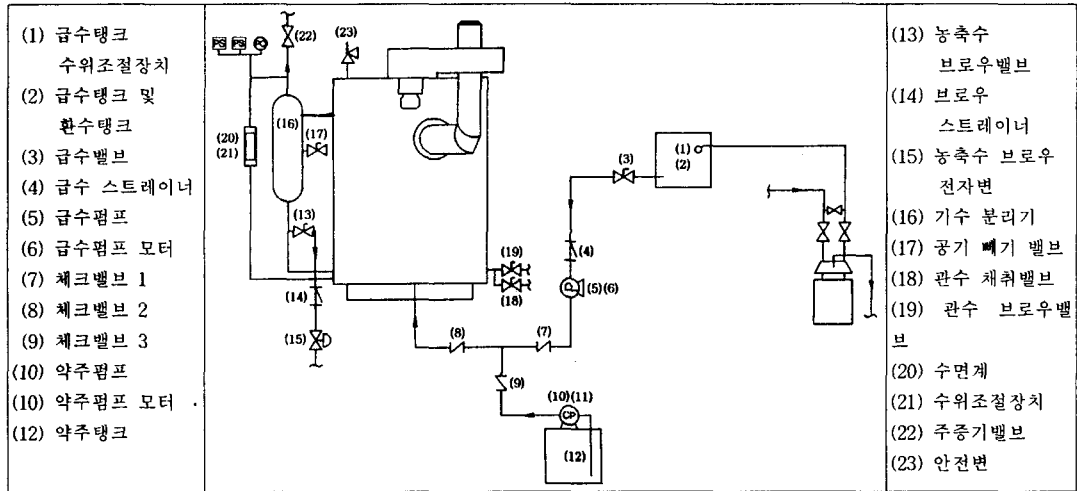 (1) 급수탱크
수위조절장치
(2) 급수탱크 및
환수탱크
(3) 급수밸브
(4) 급수 스트레이너
(5) 급수펌프
(6) 급수펌프 모터
(7) 체크밸브 1
(8) 체크밸브 2
(9) 체크밸브 3
(10) 약주펌프
(10) 약주펌프 모터
(12) 약주탱크
PS PS PG
(22)
(23)
(16)
(17)
(20)
(21)
(13)
(14)
(15)
(19)
(18)
(8)
(7)
(9)
(10)(11)
CP
(12)
(3)
(1)
(2)
(4)
P
(5)(6)
(13) 농축수
브로우밸브
(14) 브로우
스트레이너
(15) 농축수 브로우
전자변
(16) 기수 분리기
(17) 공기 빼기 밸브
(18) 관수 채취밸브
(19) 관수 브로우밸
브
(20) 수면계
(21) 수위조절장치
(22) 주증기밸브
(23) 안전변